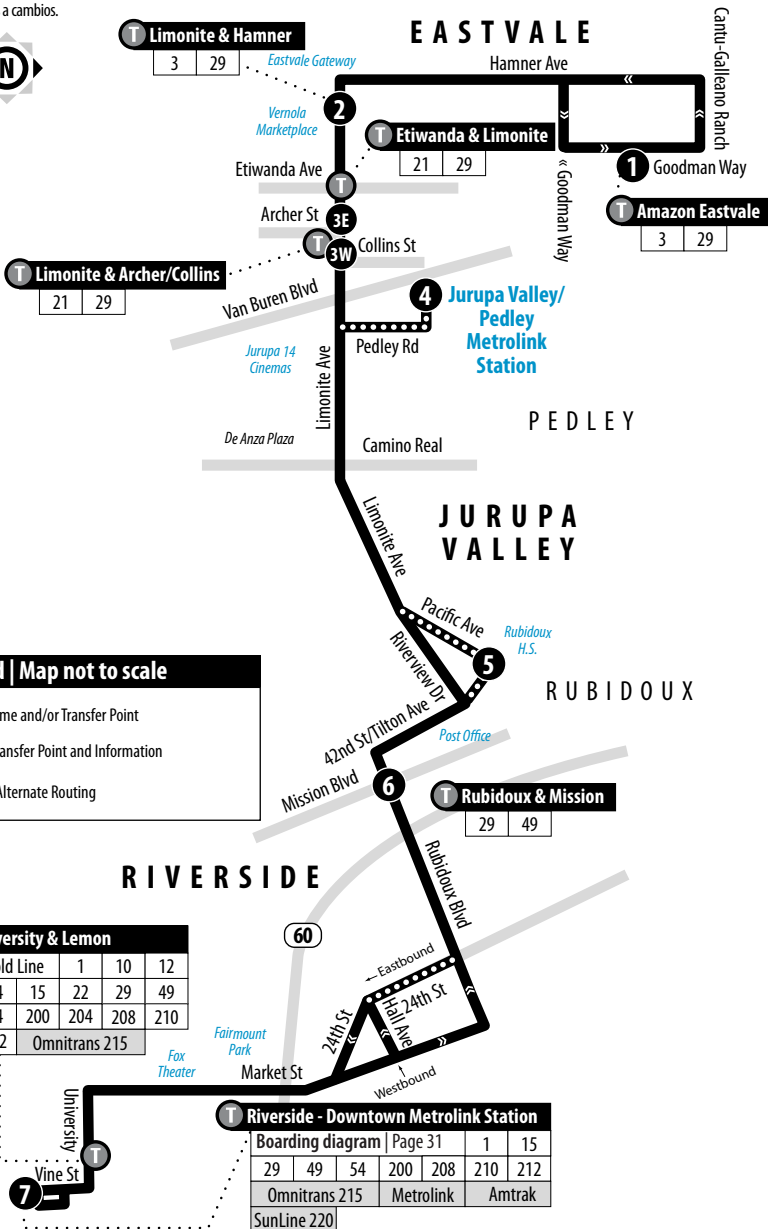 a cambios.
N
T Limonite & Hamner
3 29
EASTVALE
Eastvale Gateway
Hamner Ave
Cantu-Galleano Ranch
Vernola
Marketplace
2
T Etiwanda & Limonite
21 29
Etiwanda Ave
T
« Goodman Way
1 Goodman Way
T Amazon Eastvale
3 29
Archer St
3E
T
3W
Collins St
T Limonite & Archer/Collins
21 29
Van Buren Blvd
4
Jurupa Valley/
Pedley
Metrolink
Station
Pedley Rd
Jurupa 14
Cinemas
Limonite Ave
PEDLEY
De Anza Plaza
Camino Real
Limonite Ave
JURUPA
VALLEY
Pacific Ave
Rubidoux
H.S.
5
Riverview Dr
RUBIDOUX
| Map not to scale
me and/or Transfer Point
ansfer Point and Information
Alternate Routing
42nd St/Tilton Ave
Post Office
Mission Blvd
6
T Rubidoux & Mission
29 49
Rubidoux Blvd
RIVERSIDE
60
ersity & Lemon
ld Line 1 10 12
4 15 22 29 49
4 200 204 208 210
2 Omnitrans 215
←Eastbound
24th St
24th St
Hall Ave
Westbound
Fairmount
Park
Fox
Theater
Market St
University
T
Vine St
7
T Riverside - Downtown Metrolink Station
Boarding diagram | Page 31 1 15
29 49 54 200 208 210 212
Omnitrans 215 Metrolink Amtrak
SunLine 220